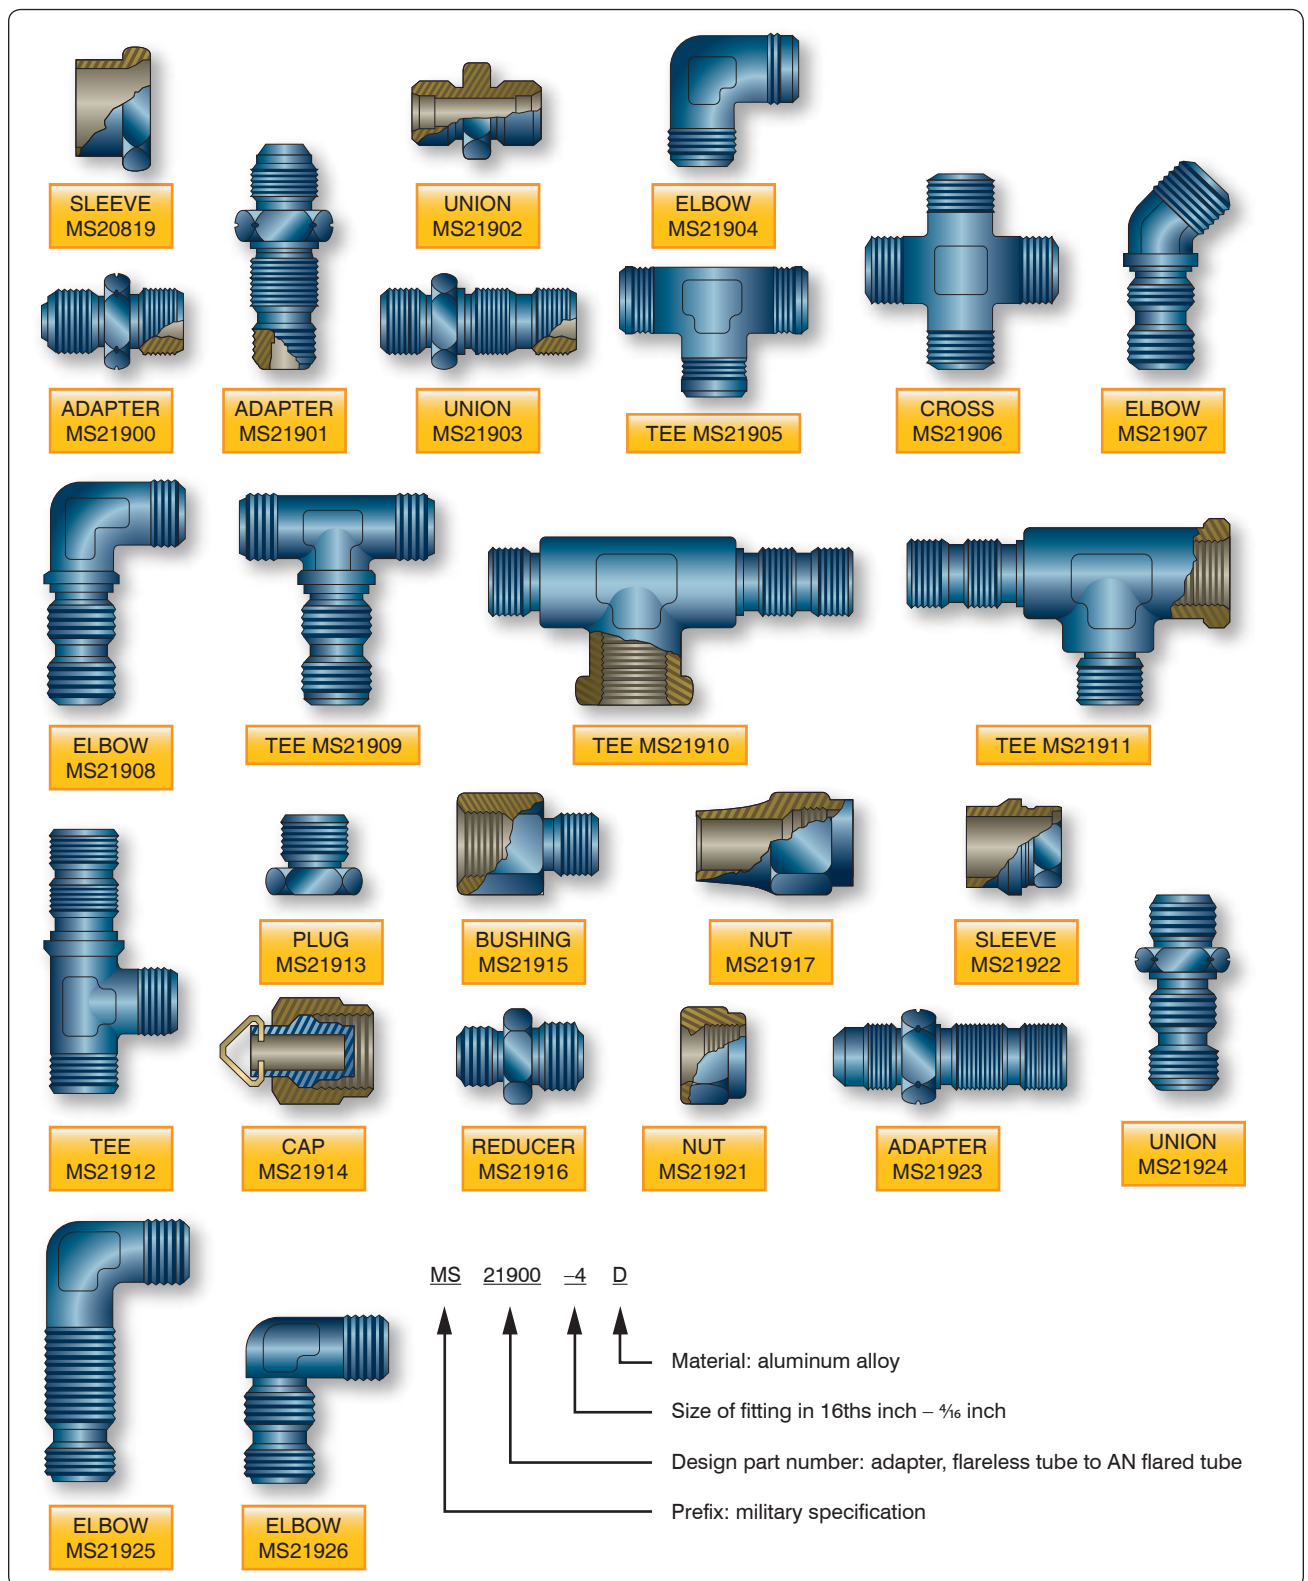 SLEEVE
MS20819
UNION
MS21902
ELBOW
MS21904
ADAPTER
MS21900
ADAPTER
MS21901
UNION
MS21903
TEE MS21905
CROSS
MS21906
ELBOW
MS21907
ELBOW
MS21908
TEE MS21909
TEE MS21910
TEE MS21911
PLUG
MS21913
BUSHING
MS21915
NUT
MS21917
SLEEVE
MS21922
TEE
MS21912
CAP
MS21914
REDUCER
MS21916
NUT
MS21921
ADAPTER
MS21923
UNION
MS21924
ELBOW
MS21925
ELBOW
MS21926
MS 21900 –4 D
Material: aluminum alloy
Size of fitting in 16ths inch – ⁴⁄₁₆ inch
Design part number: adapter, flareless tube to AN flared tube
Prefix: military specification